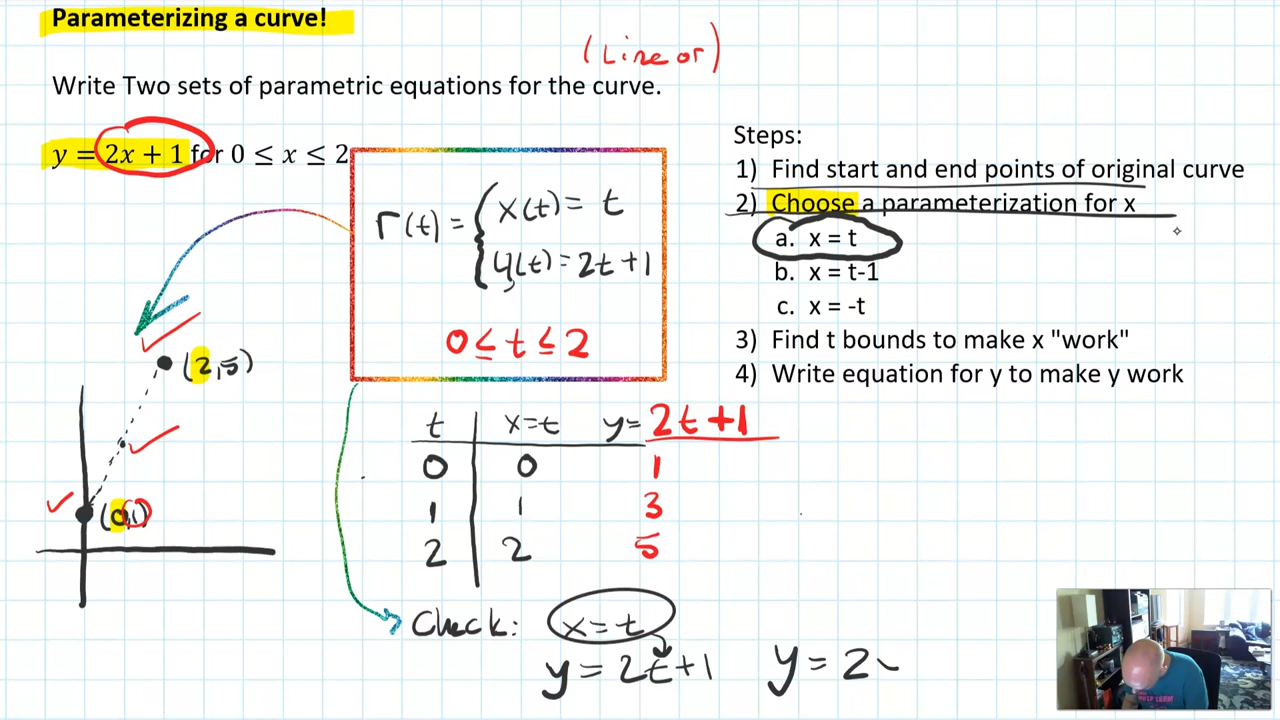 Parameterizing a curve!
(Linear)
Write Two sets of parametric equations for the curve.
y = 2x + 1 for 0 ≤ x ≤ 2
r(t) = { x(t) = t
y(t) = 2t + 1
0 ≤ t ≤ 2
Steps:
1) Find start and end points of original curve
2) Choose a parameterization for x
a. x = t
b. x = t-1
c. x = -t
3) Find t bounds to make x "work"
4) Write equation for y to make y work
(2,5)
(0,1)
t x=t y= 2t+1
0 0 1
1 1 3
2 2 5
Check: x=t
y = 2t+1 y = 2